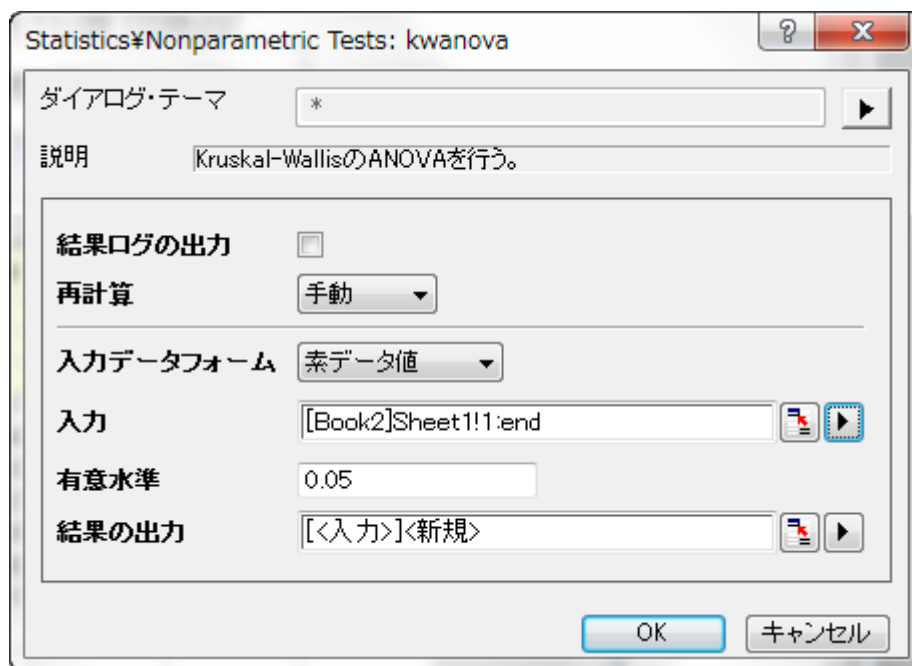 Statistics¥Nonparametric Tests: kwanova
ダイアログ・テーマ *
説明 Kruskal-WallisのANOVAを行う。
結果ログの出力
再計算 手動
入力データフォーム 素データ値
入力 [Book2]Sheet1!1:end
有意水準 0.05
結果の出力 [<入力>]<新規>
OK キャンセル